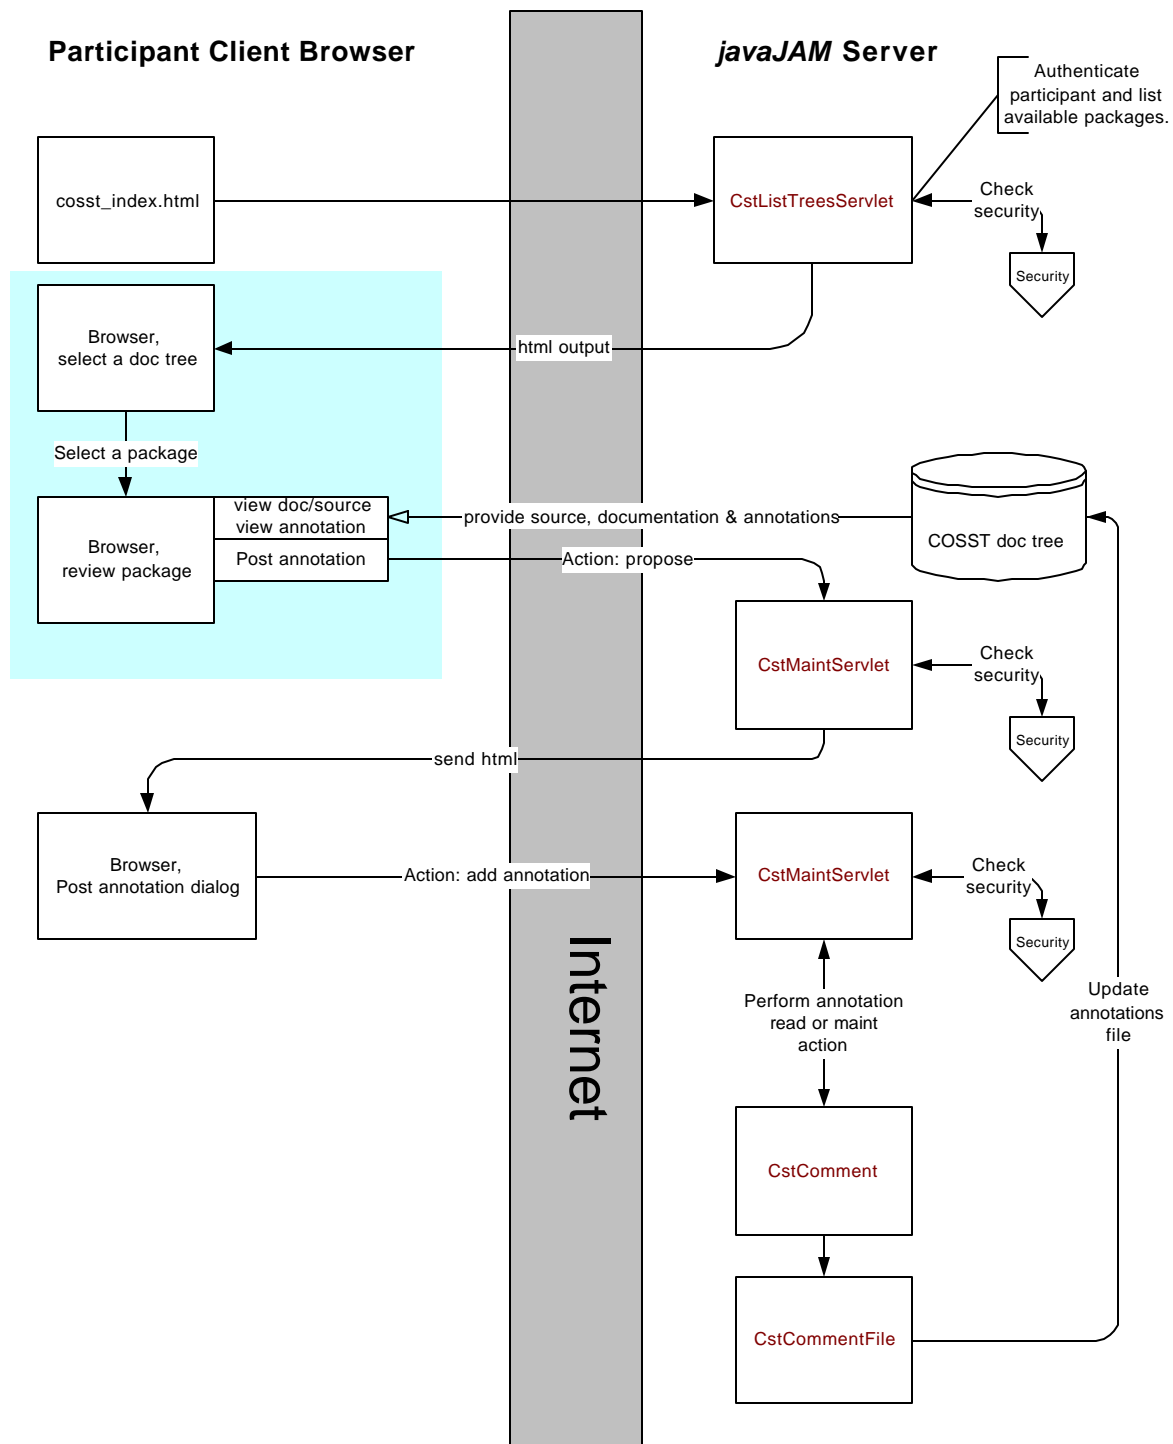 Participant Client Browser
javaJAM Server
Authenticate
participant and list
available packages.
cosst_index.html
CstListTreesServlet
Check
security
Security
Browser,
select a doc tree
html output
Select a package
view doc/source
view annotation
Browser,
review package
Post annotation
provide source, documentation & annotations
COSST doc tree
Action: propose
CstMaintServlet
Check
security
Security
send html
Browser,
Post annotation dialog
Action: add annotation
CstMaintServlet
Check
security
Security
Internet
Perform annotation
read or maint
action
Update
annotations
file
CstComment
CstCommentFile